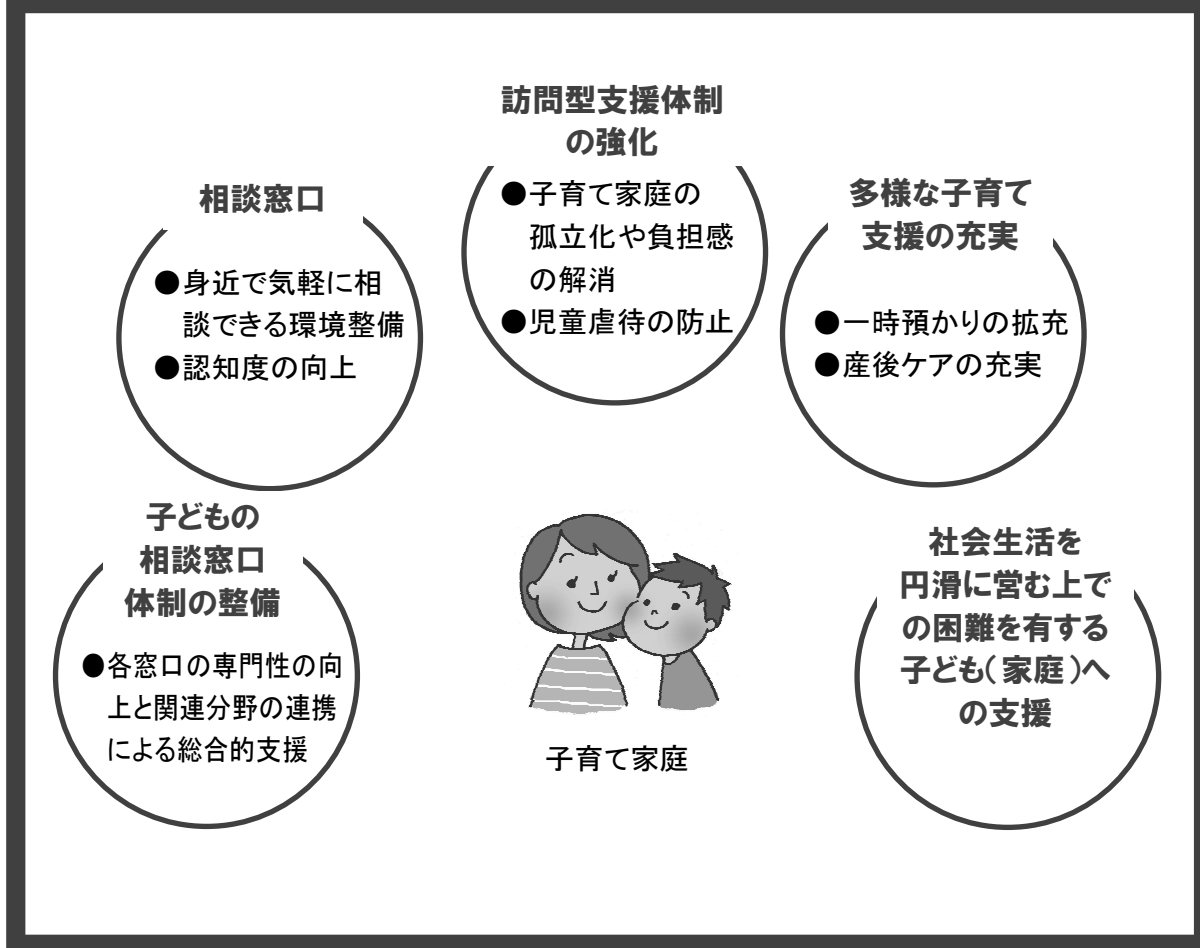 訪問型支援体制
の強化
●子育て家庭の
孤立化や負担感
の解消
●児童虐待の防止
相談窓口
●身近で気軽に相
談できる環境整備
●認知度の向上
多様な子育て
支援の充実
●一時預かりの拡充
●産後ケアの充実
子どもの
相談窓口
体制の整備
●各窓口の専門性の向
上と関連分野の連携
による総合的支援
社会生活を
円滑に営む上で
の困難を有する
子ども（家庭）へ
の支援
子育て家庭